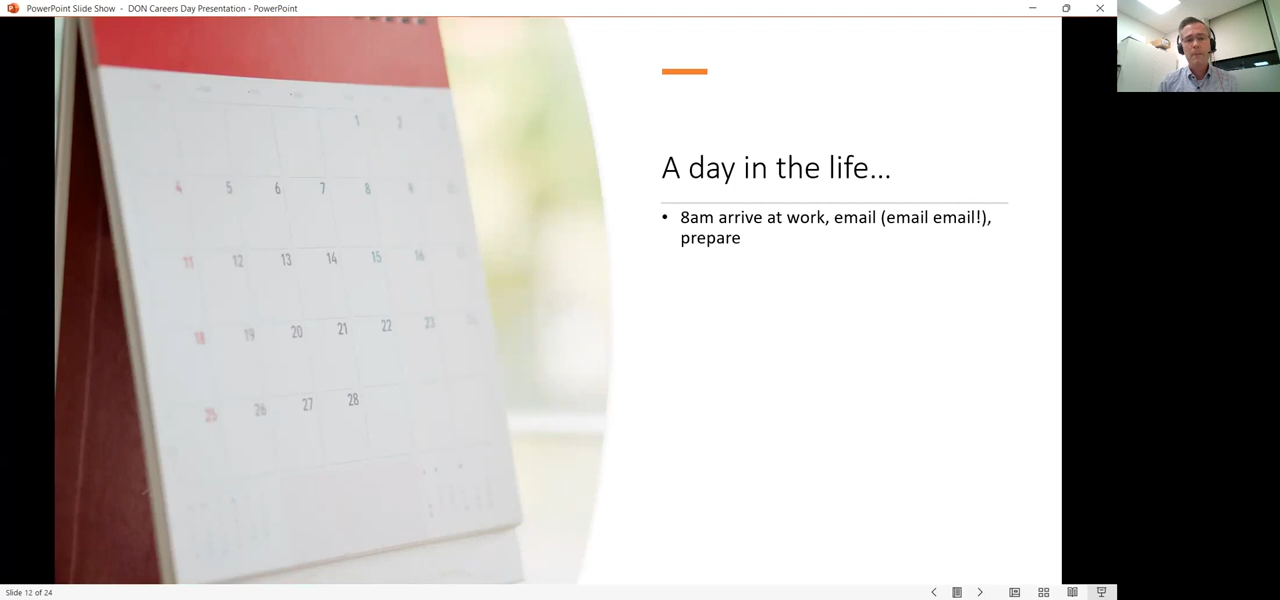 PowerPoint Slide Show - DON Careers Day Presentation - PowerPoint
A day in the life...
• 8am arrive at work, email (email email!),
prepare
1 2
4 5 6 7 8 9
11 12 13 14 15 16
18 19 20 21 22 23
25 26 27 28
Slide 12 of 24